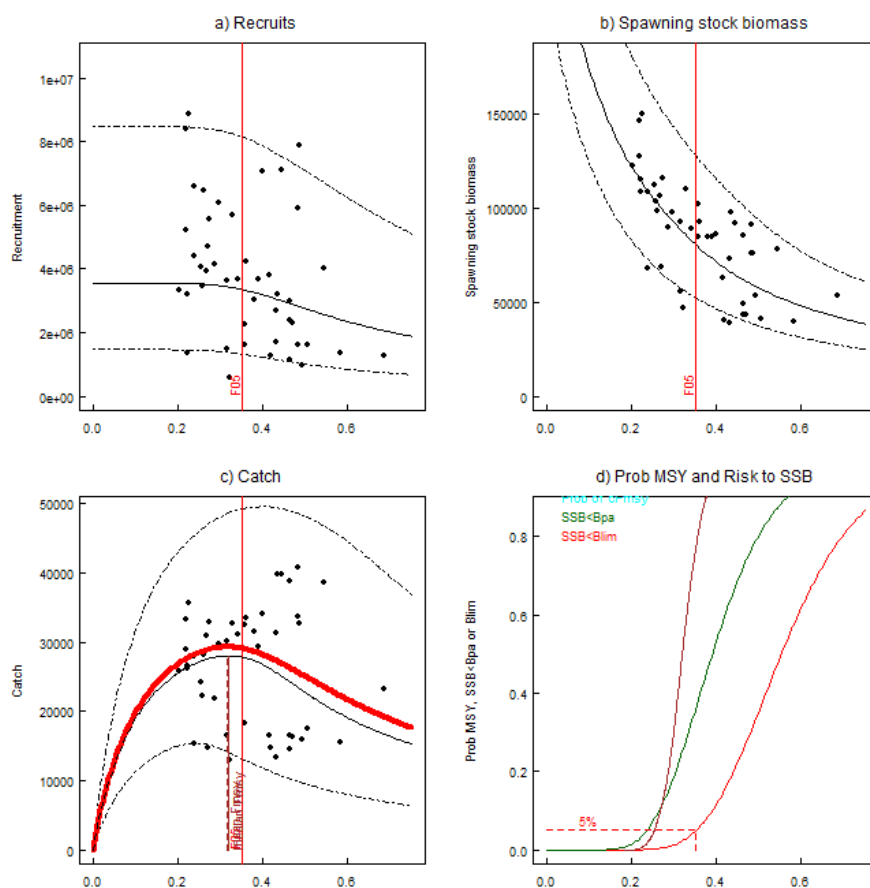 a) Recruits
Recruitment
1e+07
8e+06
6e+06
4e+06
2e+06
0e+00
F05
0.0 0.2 0.4 0.6
b) Spawning stock biomass
Spawning stock biomass
150000
100000
50000
0
F05
0.0 0.2 0.4 0.6
c) Catch
Catch
50000
40000
30000
20000
10000
0
0.0 0.2 0.4 0.6
d) Prob MSY and Risk to SSB
Prob MSY, SSB<Bpa or Blim
SSB<Bpa
SSB<Blim
0.8
0.6
0.4
0.2
0.0
5%
0.0 0.2 0.4 0.6